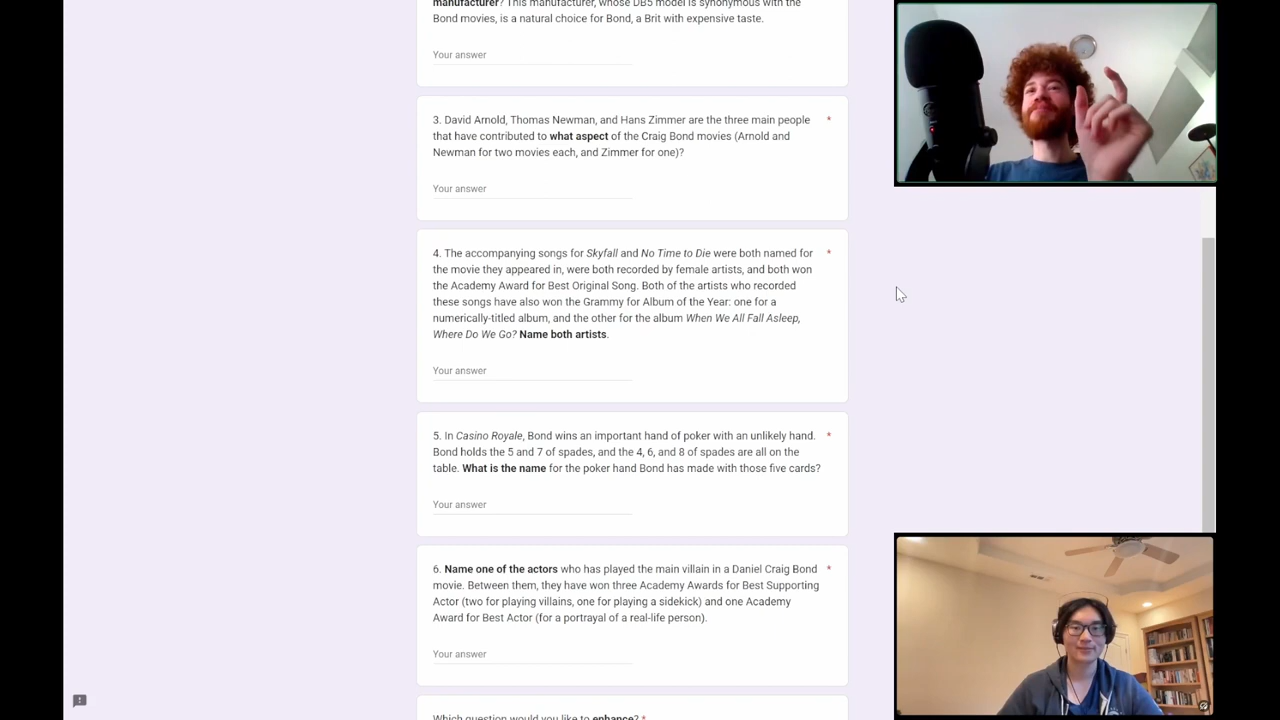 manufacturer? This manufacturer, whose DB5 model is synonymous with the
Bond movies, is a natural choice for Bond, a Brit with expensive taste.
Your answer
3. David Arnold, Thomas Newman, and Hans Zimmer are the three main people *
that have contributed to what aspect of the Craig Bond movies (Arnold and
Newman for two movies each, and Zimmer for one)?
Your answer
4. The accompanying songs for Skyfall and No Time to Die were both named for *
the movie they appeared in, were both recorded by female artists, and both won
the Academy Award for Best Original Song. Both of the artists who recorded
these songs have also won the Grammy for Album of the Year: one for a
numerically-titled album, and the other for the album When We All Fall Asleep,
Where Do We Go? Name both artists.
Your answer
5. In Casino Royale, Bond wins an important hand of poker with an unlikely hand. *
Bond holds the 5 and 7 of spades, and the 4, 6, and 8 of spades are all on the
table. What is the name for the poker hand Bond has made with those five cards?
Your answer
6. Name one of the actors who has played the main villain in a Daniel Craig Bond *
movie. Between them, they have won three Academy Awards for Best Supporting
Actor (two for playing villains, one for playing a sidekick) and one Academy
Award for Best Actor (for a portrayal of a real-life person).
Your answer
Which question would you like to enhance? *